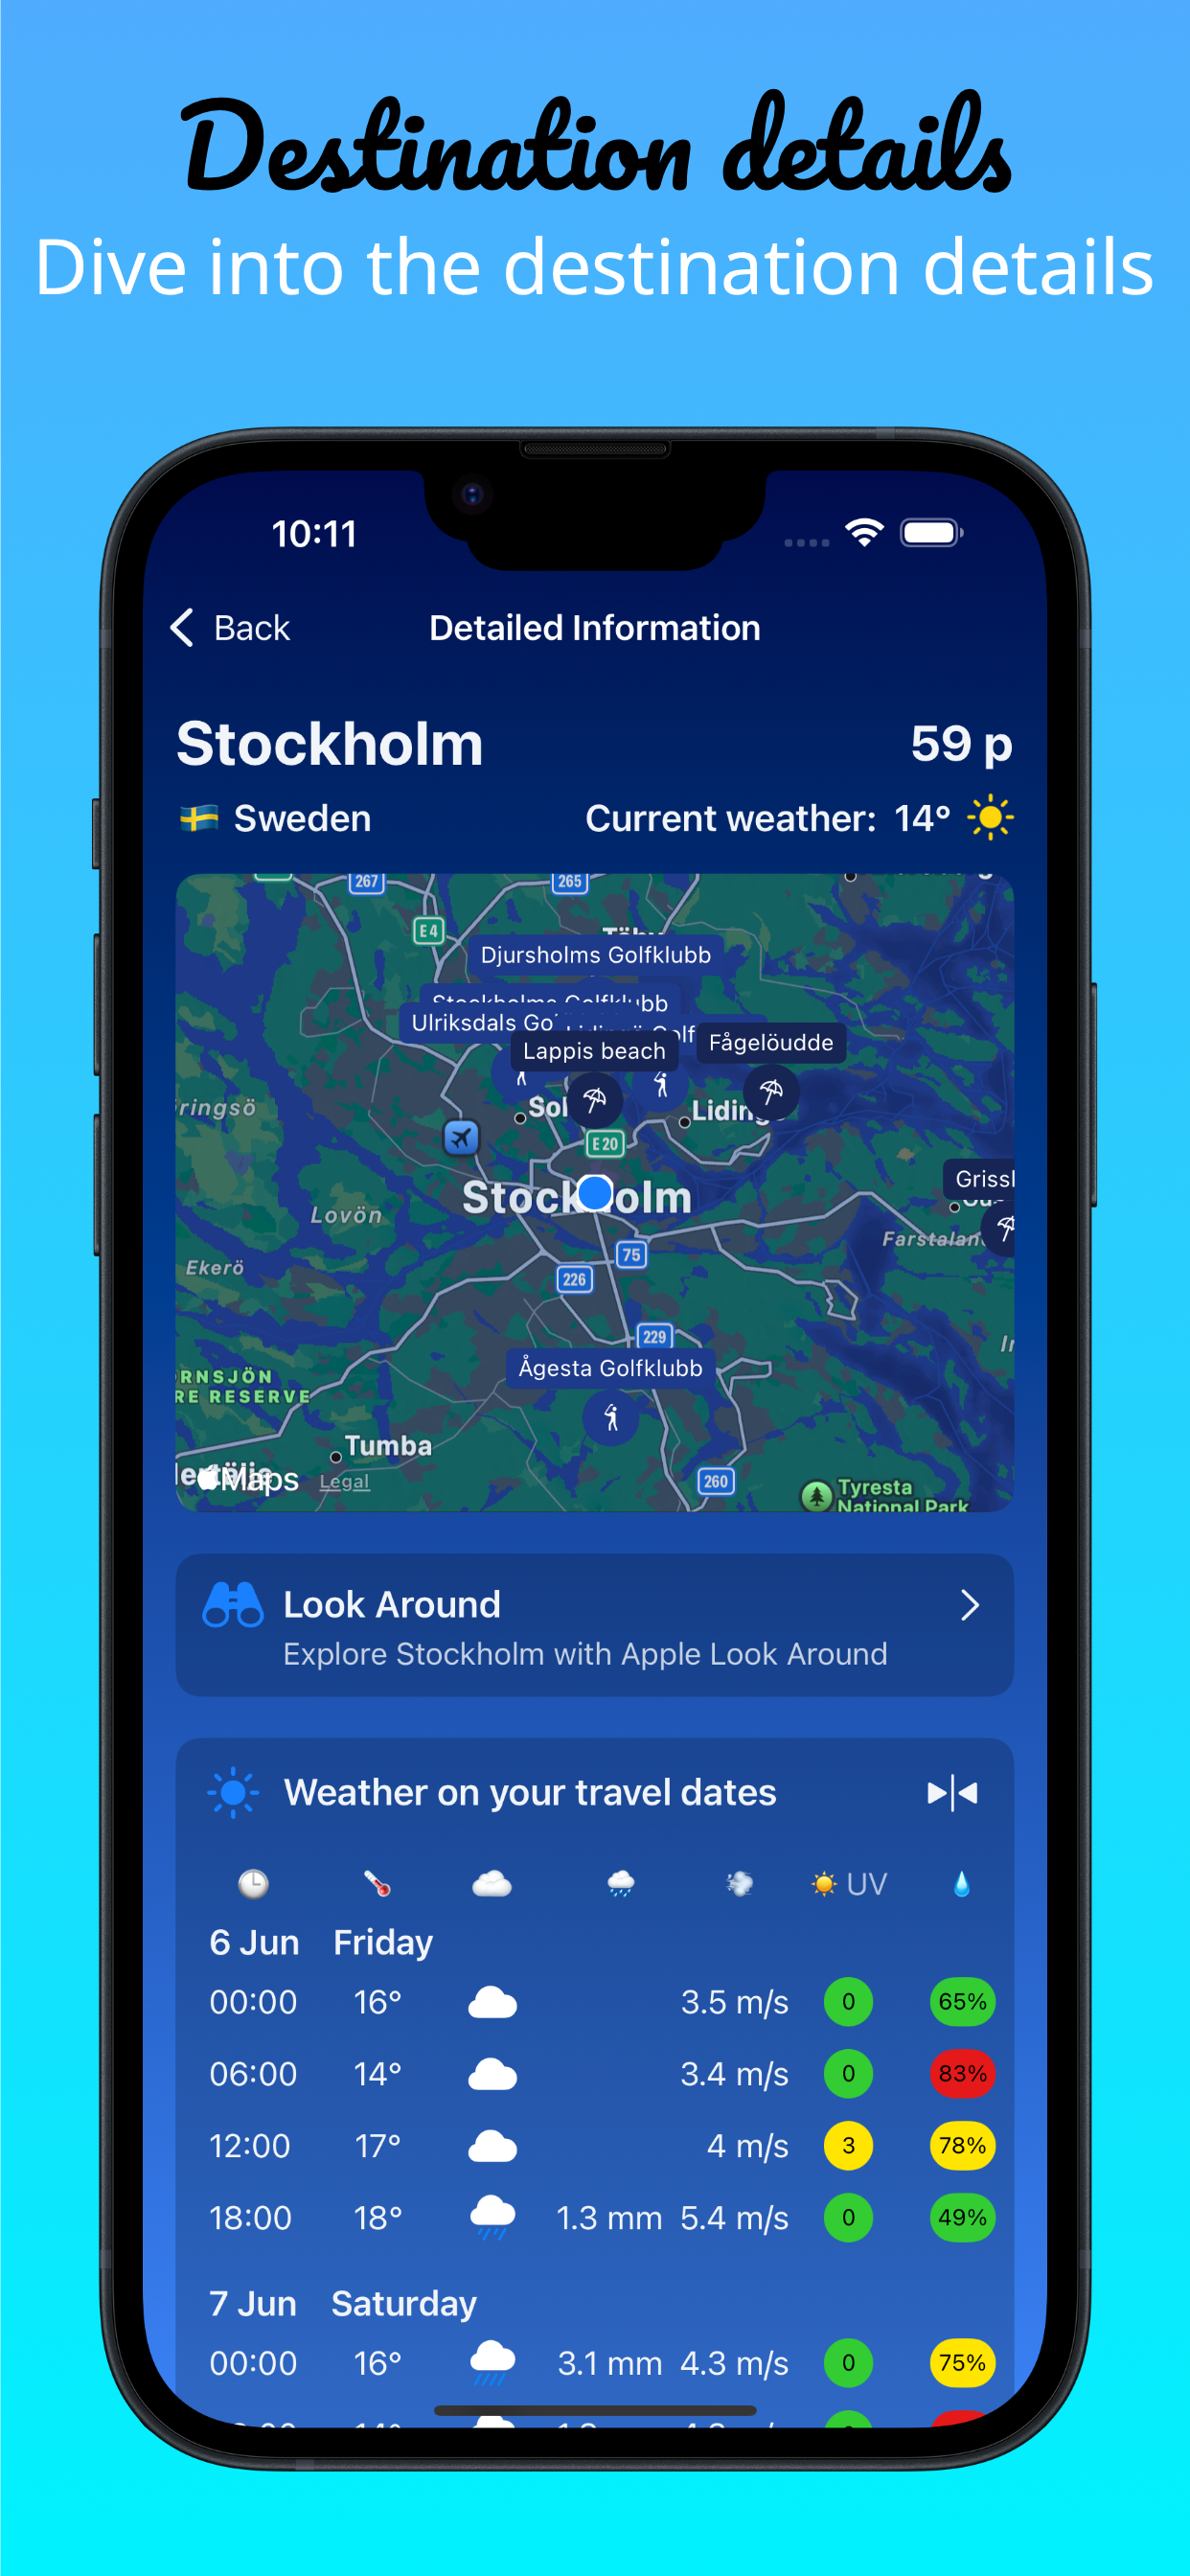 Destination details
Dive into the destination details
10:11
Back
Detailed Information
Stockholm
59 p
Sweden
Current weather: 14°
267
265
E4
Djursholms Golfklubb
Stockholms Golfklubb
Ulriksdals Go
Lappis beach
Fågelöudde
Sol
Liding
E20
Grissl
Stockholm
Lovön
Farstalan
Ekerö
75
226
229
Ågesta Golfklubb
RNSJÖN
RE RESERVE
Tumba
Maps
Legal
260
Tyresta
National Park
Look Around
Explore Stockholm with Apple Look Around
Weather on your travel dates
UV
6 Jun Friday
00:00 16° 3.5 m/s 0 65%
06:00 14° 3.4 m/s 0 83%
12:00 17° 4 m/s 3 78%
18:00 18° 1.3 mm 5.4 m/s 0 49%
7 Jun Saturday
00:00 16° 3.1 mm 4.3 m/s 0 75%